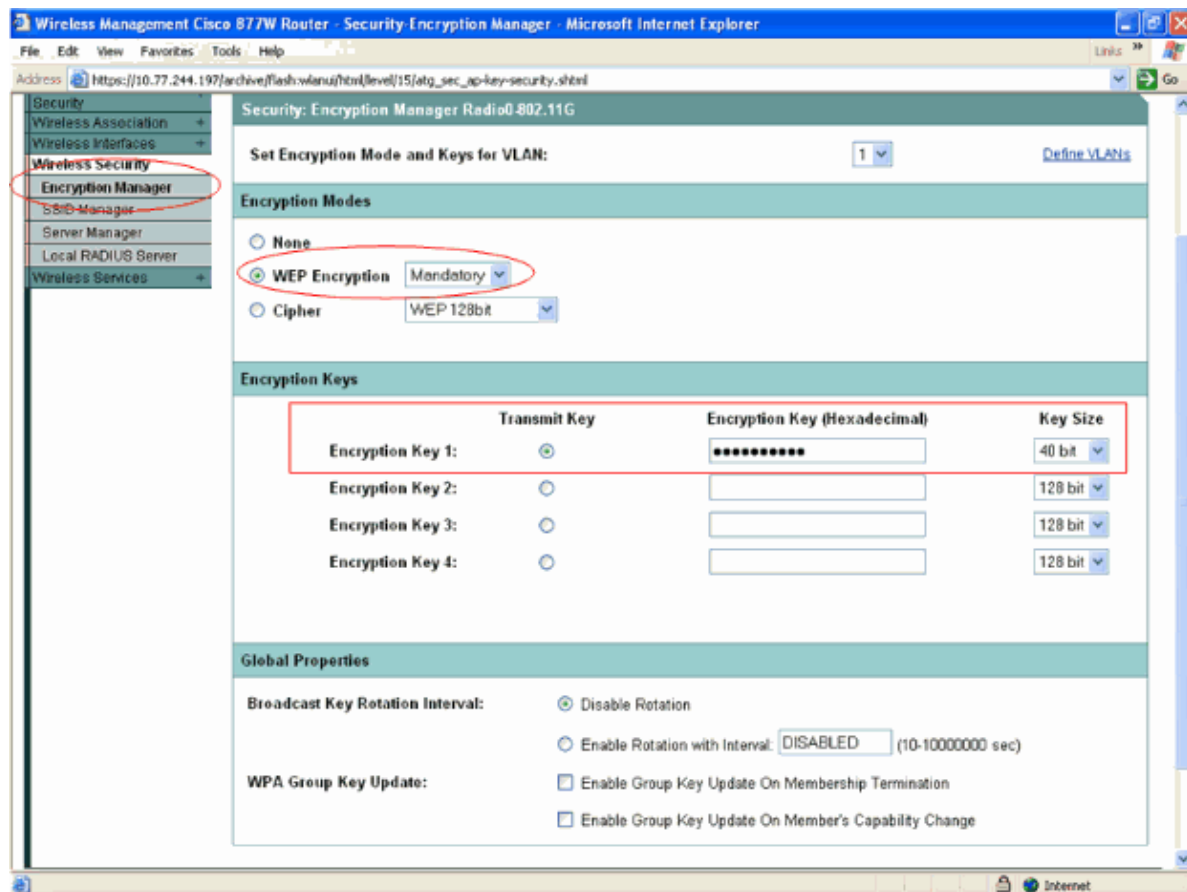 Wireless Management Cisco 877W Router - Security-Encryption Manager - Microsoft Internet Explorer
File Edit View Favorites Tools Help Links »
Address https://10.77.244.197/archive/flash:wlanui/html/level/15/atg_sec_ap-key-security.shtml Go
Security
Wireless Association +
Wireless Interfaces +
Wireless Security
Encryption Manager
SSID Manager
Server Manager
Local RADIUS Server
Wireless Services +
Security: Encryption Manager Radio0-802.11G
Set Encryption Mode and Keys for VLAN: 1 Define VLANs
Encryption Modes
None
WEP Encryption Mandatory
Cipher WEP 128bit
Encryption Keys
Transmit Key Encryption Key (Hexadecimal) Key Size
Encryption Key 1: •••••••••• 40 bit
Encryption Key 2: 128 bit
Encryption Key 3: 128 bit
Encryption Key 4: 128 bit
Global Properties
Broadcast Key Rotation Interval: Disable Rotation
Enable Rotation with Interval: DISABLED (10-10000000 sec)
WPA Group Key Update: Enable Group Key Update On Membership Termination
Enable Group Key Update On Member's Capability Change
Internet